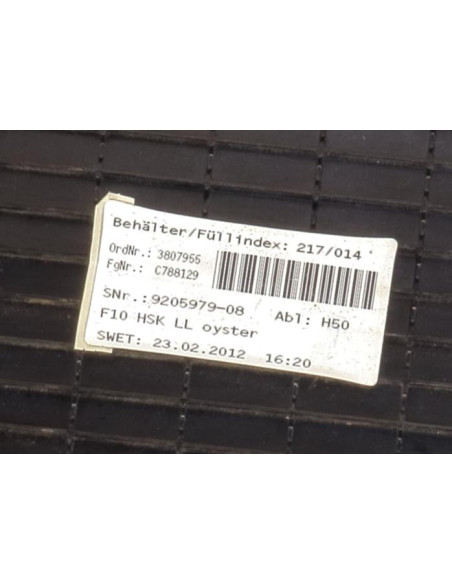 Behälter/Füllindex: 217/014
OrdNr.: 3807955
FgNr.: C788129
SNr.:9205979-08 Abl: H50
F10 HSK LL oyster
SWET: 23.02.2012 16:20